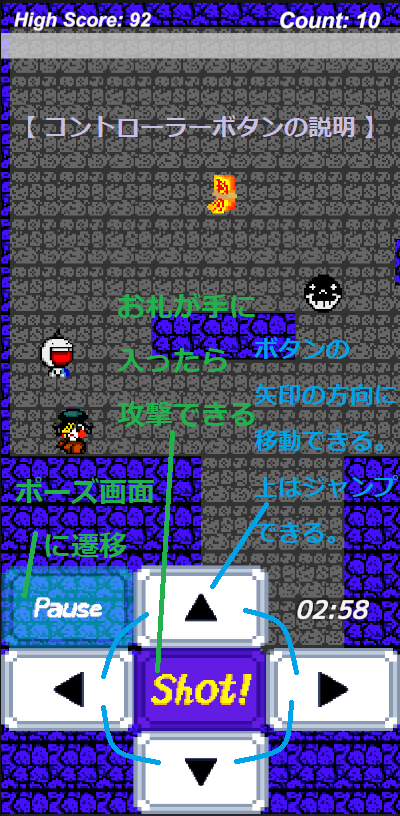 High Score: 92
Count: 10
【 コントローラーボタンの説明 】
お札が手に
入ったら
攻撃できる
ボタンの
矢印の方向に
移動できる。
上はジャンプ
できる。
ポーズ画面
に遷移
Pause
02:58
Shot!